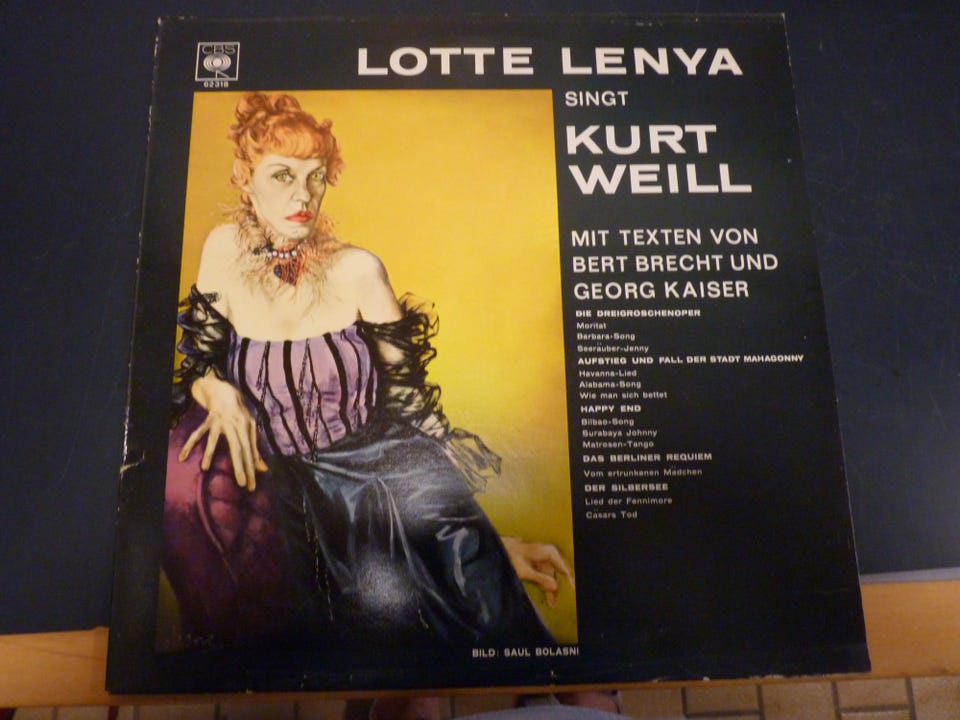 CBS
62318
LOTTE LENYA
SINGT
KURT
WEILL
MIT TEXTEN VON
BERT BRECHT UND
GEORG KAISER
DIE DREIGROSCHENOPER
Moritat
Barbara-Song
Seeräuber-Jenny
AUFSTIEG UND FALL DER STADT MAHAGONNY
Havanna-Lied
Alabama-Song
Wie man sich bettet
HAPPY END
Bilbao-Song
Surabaya Johnny
Matrosen-Tango
DAS BERLINER REQUIEM
Vom ertrunkenen Mädchen
DER SILBERSEE
Lied der Fennimore
Cäsars Tod
BILD: SAUL BOLASNI